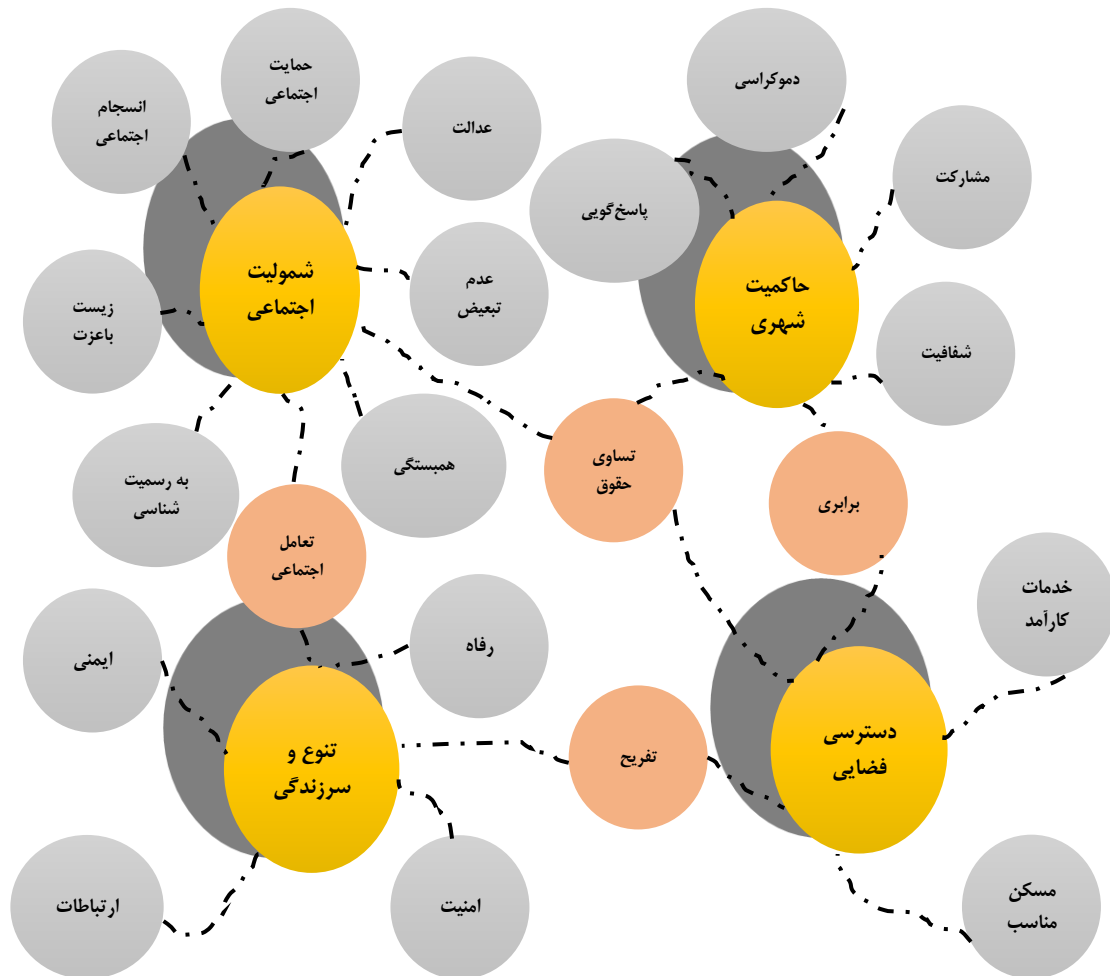 حمایت
اجتماعی
دموکراسی
انسجام
اجتماعی
عدالت
مشارکت
پاسخ‌گویی
شمولیت
اجتماعی
عدم
تبعیض
حاکمیت
شهری
زیست
باعزت
شفافیت
همبستگی
تساوی
حقوق
برابری
به رسمیت
شناسی
تعامل
اجتماعی
خدمات
کارآمد
ایمنی
رفاه
تنوع و
سرزندگی
تفریح
دسترسی
فضایی
ارتباطات
امنیت
مسکن
مناسب